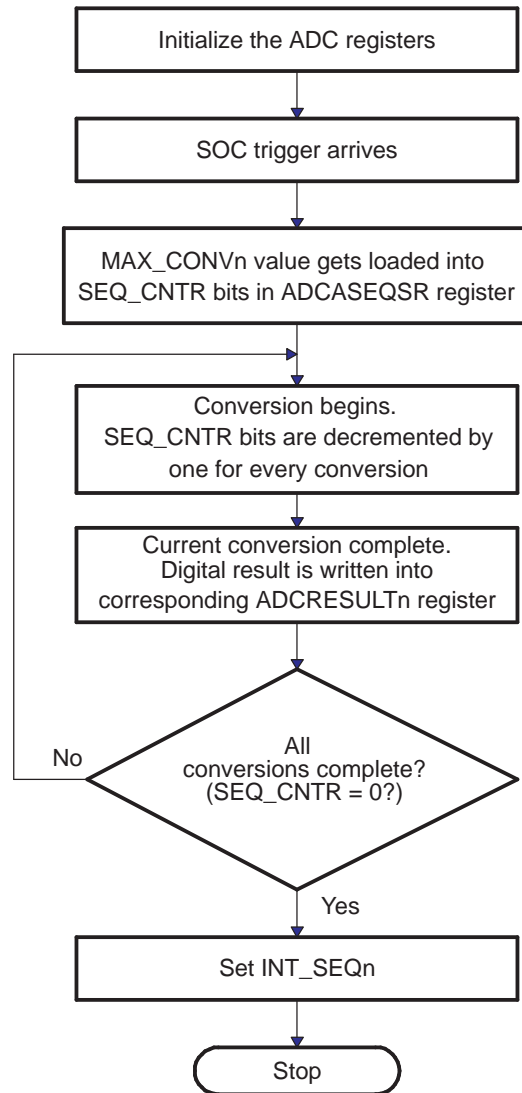 Initialize the ADC registers
SOC trigger arrives
MAX_CONVn value gets loaded into
SEQ_CNTR bits in ADCASEQSR register
Conversion begins.
SEQ_CNTR bits are decremented by
one for every conversion
Current conversion complete.
Digital result is written into
corresponding ADCRESULTn register
All
conversions complete?
(SEQ_CNTR = 0?)
No
Yes
Set INT_SEQn
Stop